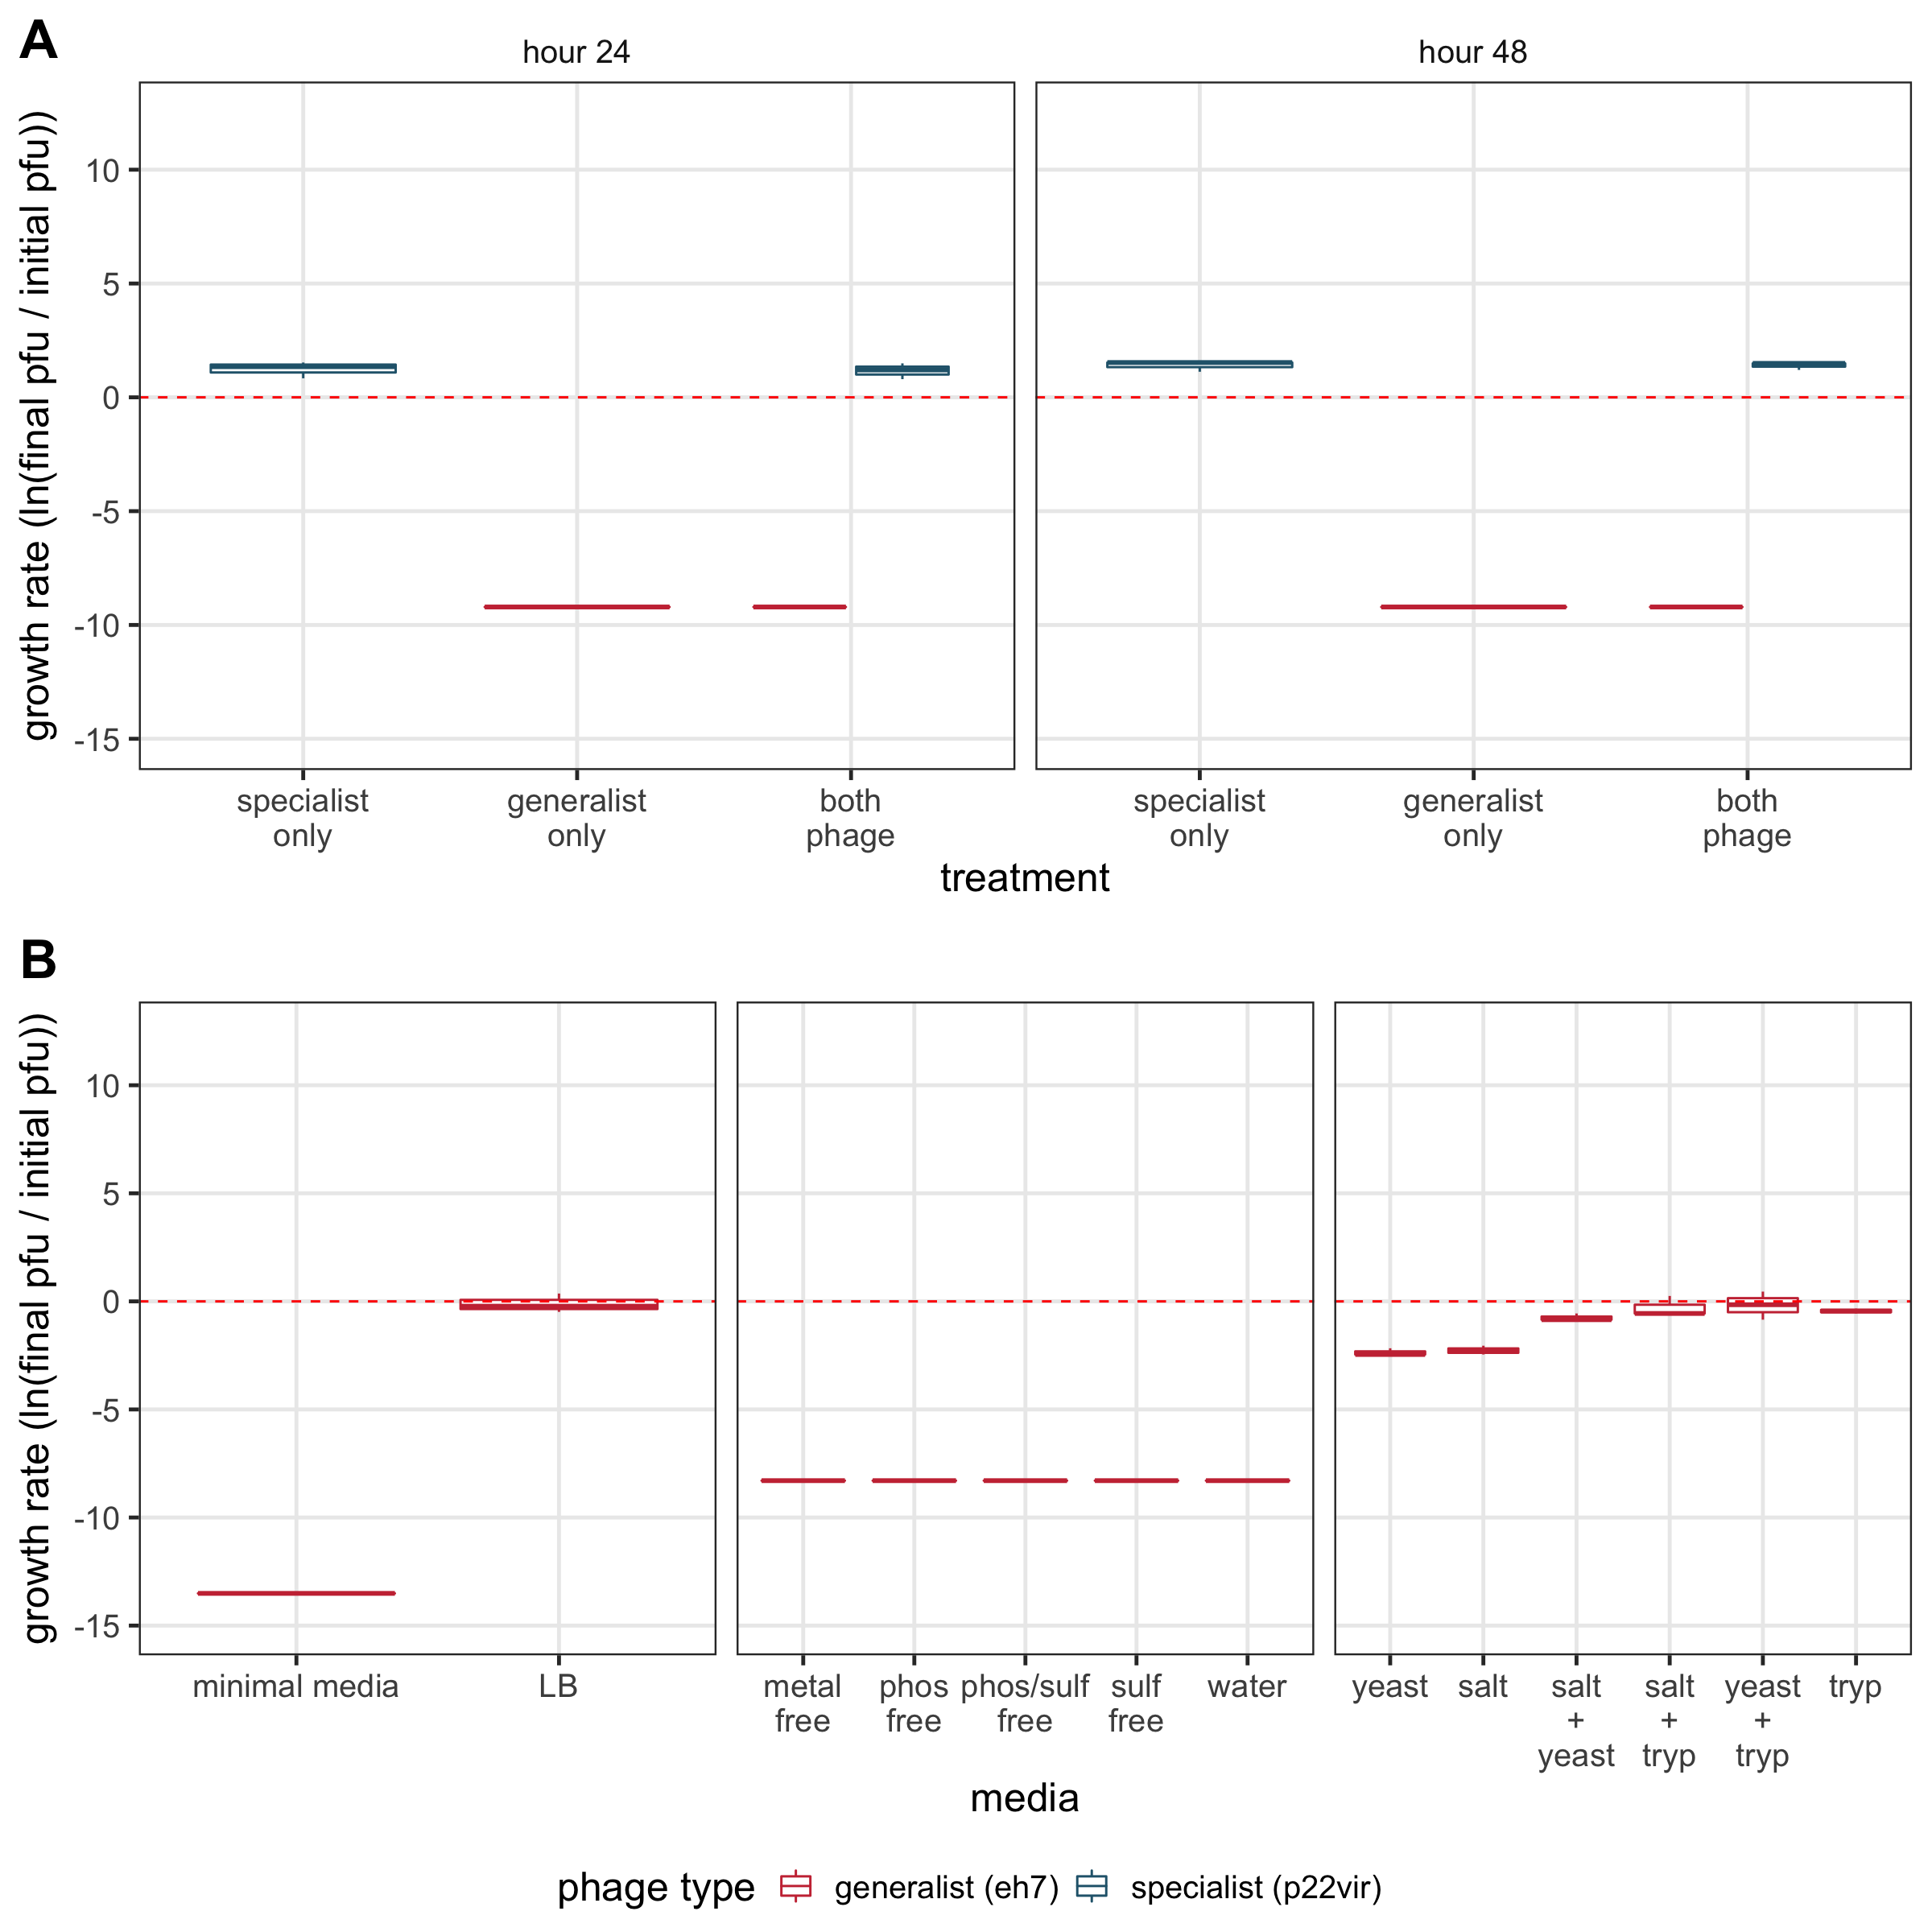 A
hour 24
hour 48
growth rate (ln(final pfu / initial pfu))
10
5
0
-5
-10
-15
specialist only
generalist only
both phage
specialist only
generalist only
both phage
treatment
B
growth rate (ln(final pfu / initial pfu))
10
5
0
-5
-10
-15
minimal media
LB
metal free
phos free
phos/sulf free
sulf free
water
yeast
salt
salt + yeast
salt + tryp
yeast + tryp
tryp
media
phage type generalist (eh7) specialist (p22vir)